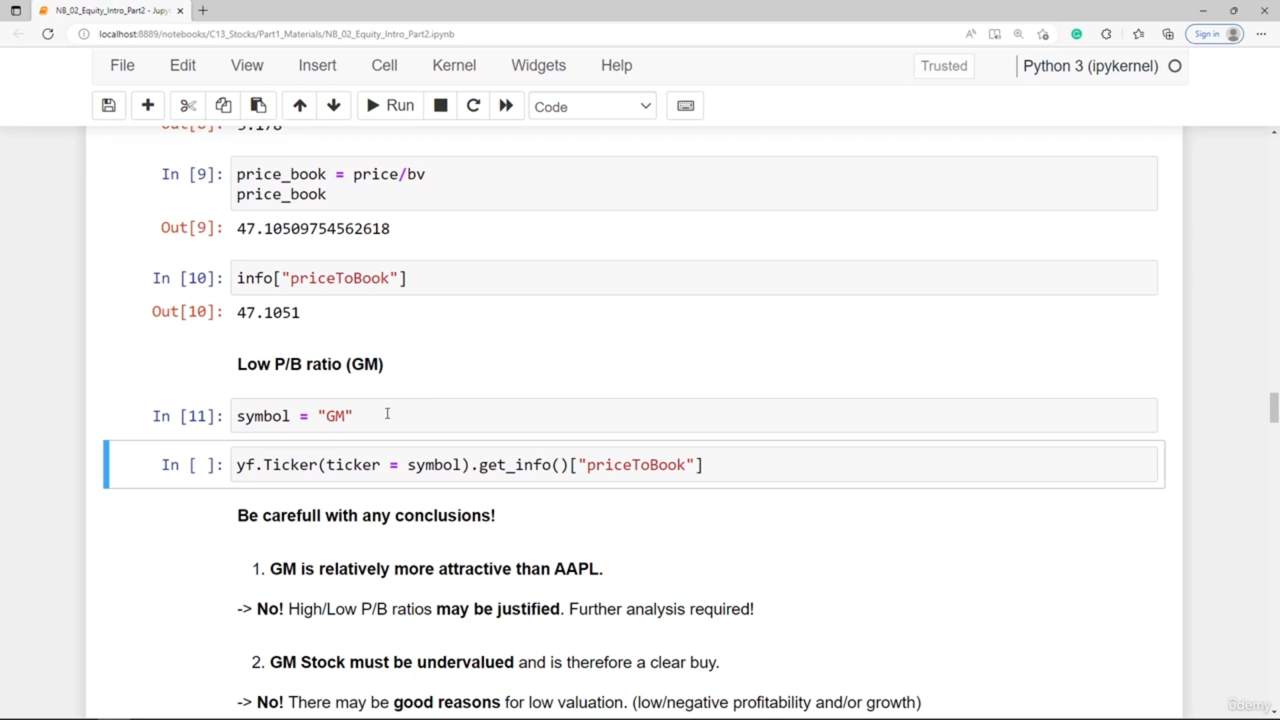 NB_02_Equity_Intro_Part2 - Jupy
localhost:8889/notebooks/C13_Stocks/Part1_Materials/NB_02_Equity_Intro_Part2.ipynb
Sign in
File Edit View Insert Cell Kernel Widgets Help Trusted Python 3 (ipykernel)
Run Code
price_book = price/bv
In [9]:
price_book
Out[9]: 47.10509754562618
In [10]: info["priceToBook"]
Out[10]: 47.1051
Low P/B ratio (GM)
In [11]: symbol = "GM"
In [ ]: yf.Ticker(ticker = symbol).get_info()["priceToBook"]
Be carefull with any conclusions!
1. GM is relatively more attractive than AAPL.
-> No! High/Low P/B ratios may be justified. Further analysis required!
2. GM Stock must be undervalued and is therefore a clear buy.
-> No! There may be good reasons for low valuation. (low/negative profitability and/or growth)
ûdemy